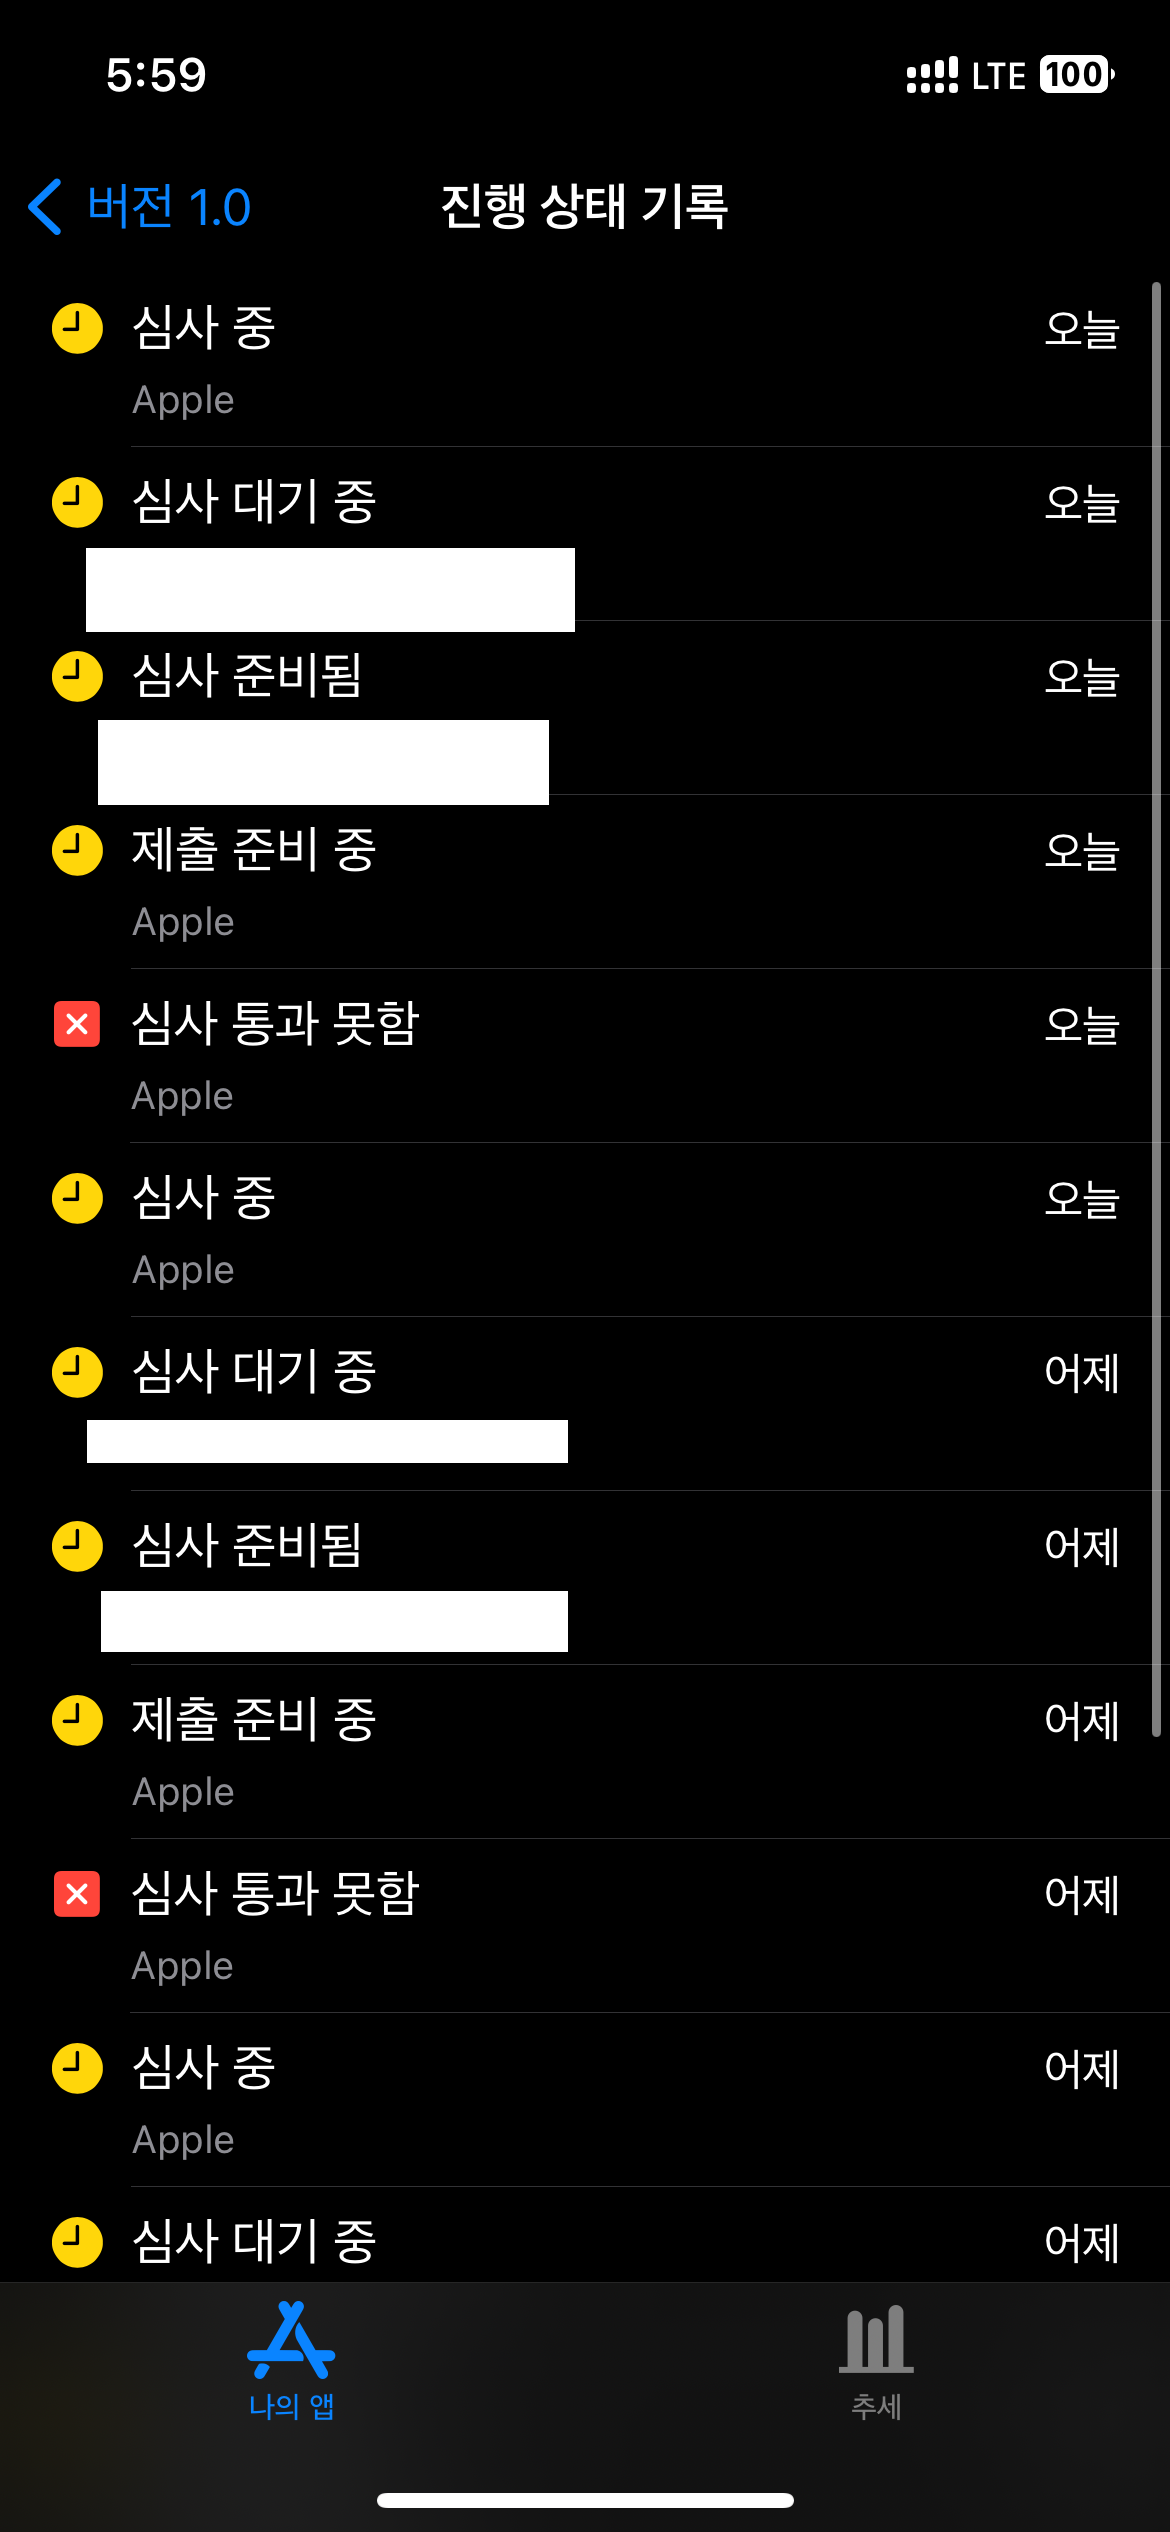 5:59
LTE 100
버전 1.0
진행 상태 기록
심사 중
오늘
Apple
심사 대기 중
오늘
심사 준비됨
오늘
제출 준비 중
오늘
Apple
심사 통과 못함
오늘
Apple
심사 중
오늘
Apple
심사 대기 중
어제
심사 준비됨
어제
제출 준비 중
어제
Apple
심사 통과 못함
어제
Apple
심사 중
어제
Apple
심사 대기 중
어제
나의 앱
추세